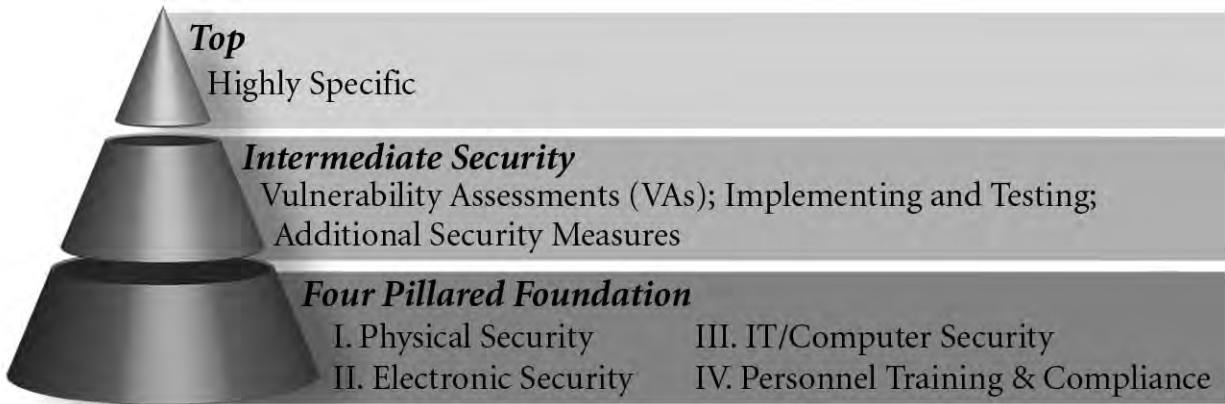 Top
Highly Specific
Intermediate Security
Vulnerability Assessments (VAs); Implementing and Testing;
Additional Security Measures
Four Pillared Foundation
I. Physical Security
II. Electronic Security
III. IT/Computer Security
IV. Personnel Training & Compliance